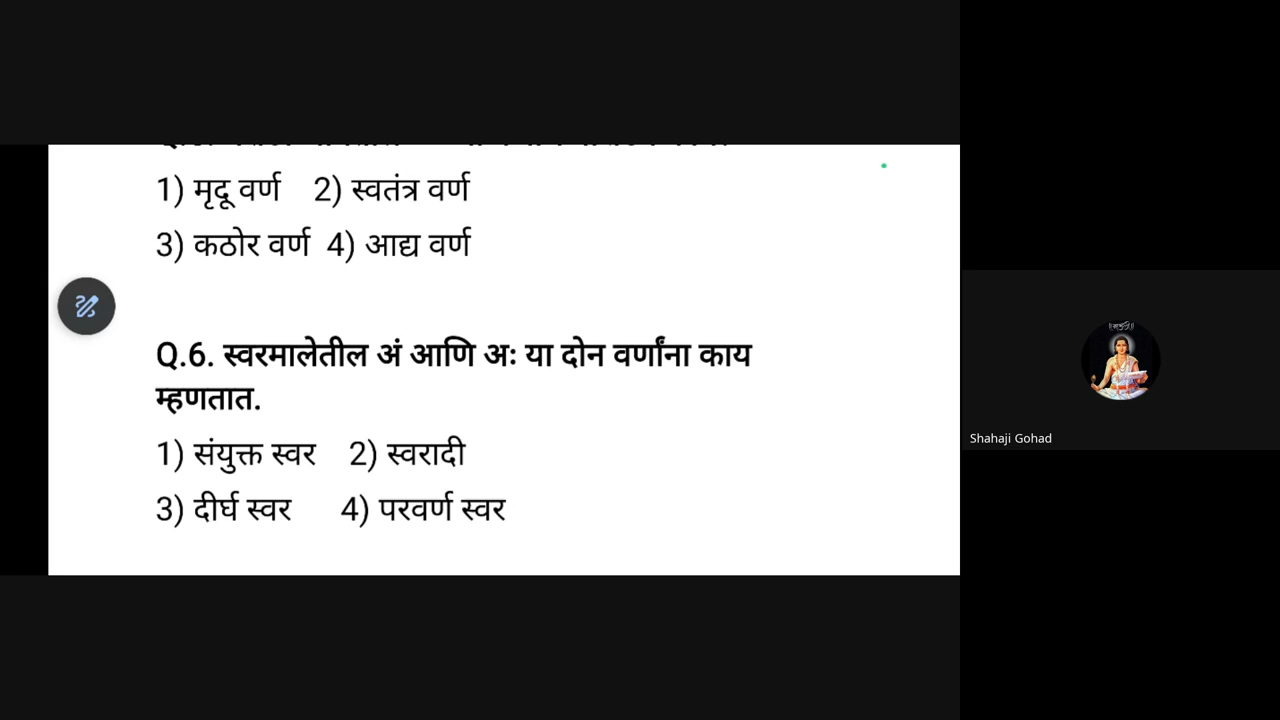 1) मृदू वर्ण 2) स्वतंत्र वर्ण
3) कठोर वर्ण 4) आद्य वर्ण
Q.6. स्वरमालेतील अं आणि अः या दोन वर्णांना काय
म्हणतात.
1) संयुक्त स्वर 2) स्वरादी
3) दीर्घ स्वर 4) परवर्ण स्वर
Shahaji Gohad